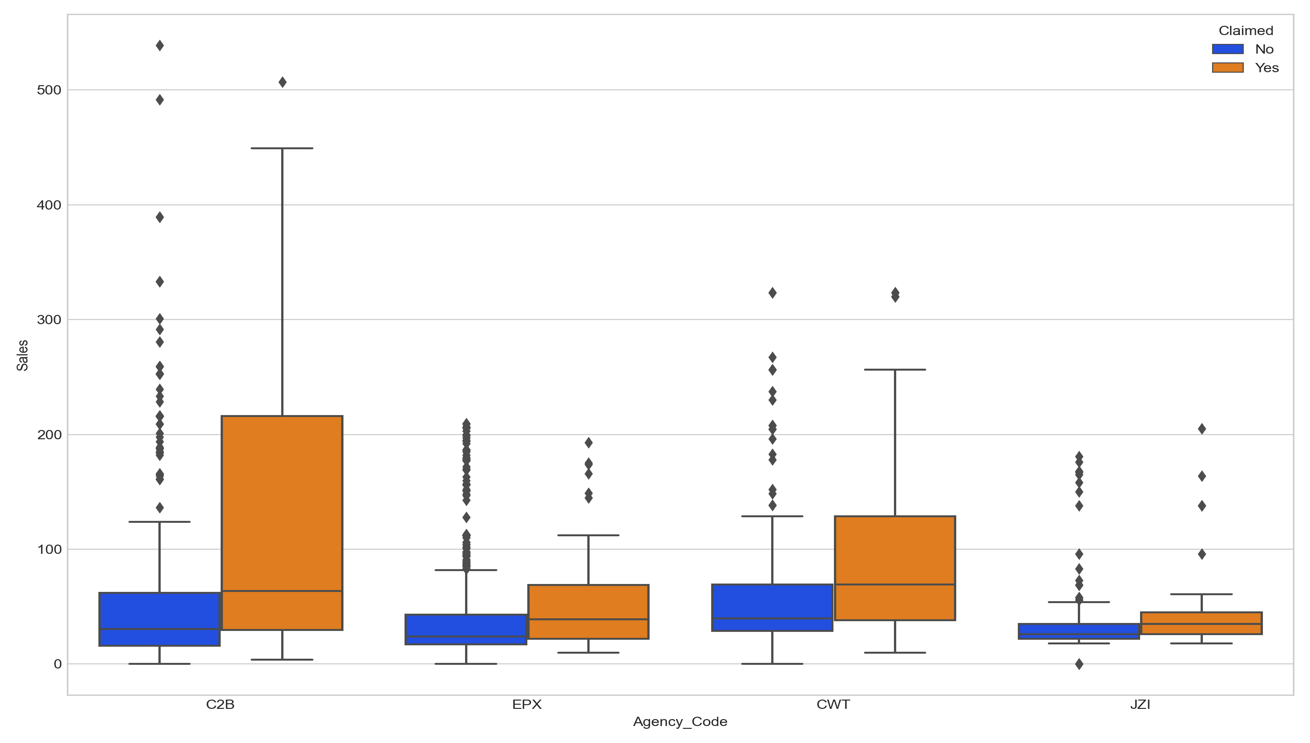 Claimed
No
Yes
500
400
300
200
100
0
Sales
C2B EPX CWT JZI
Agency_Code